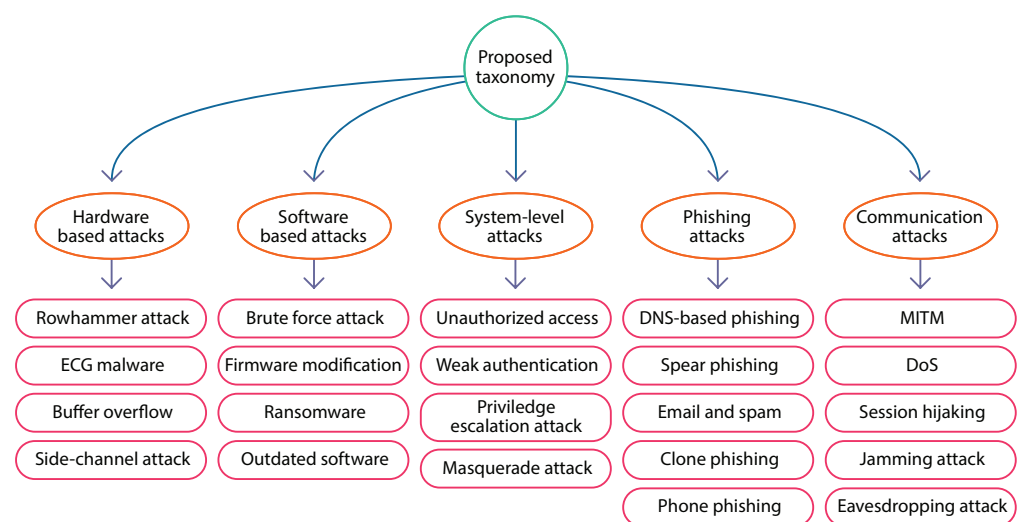 Proposed
taxonomy
Hardware
based attacks
Software
based attacks
System-level
attacks
Phishing
attacks
Communication
attacks
Rowhammer attack
ECG malware
Buffer overflow
Side-channel attack
Brute force attack
Firmware modification
Ransomware
Outdated software
Unauthorized access
Weak authentication
Priviledge
escalation attack
Masquerade attack
DNS-based phishing
Spear phishing
Email and spam
Clone phishing
Phone phishing
MITM
DoS
Session hijaking
Jamming attack
Eavesdropping attack